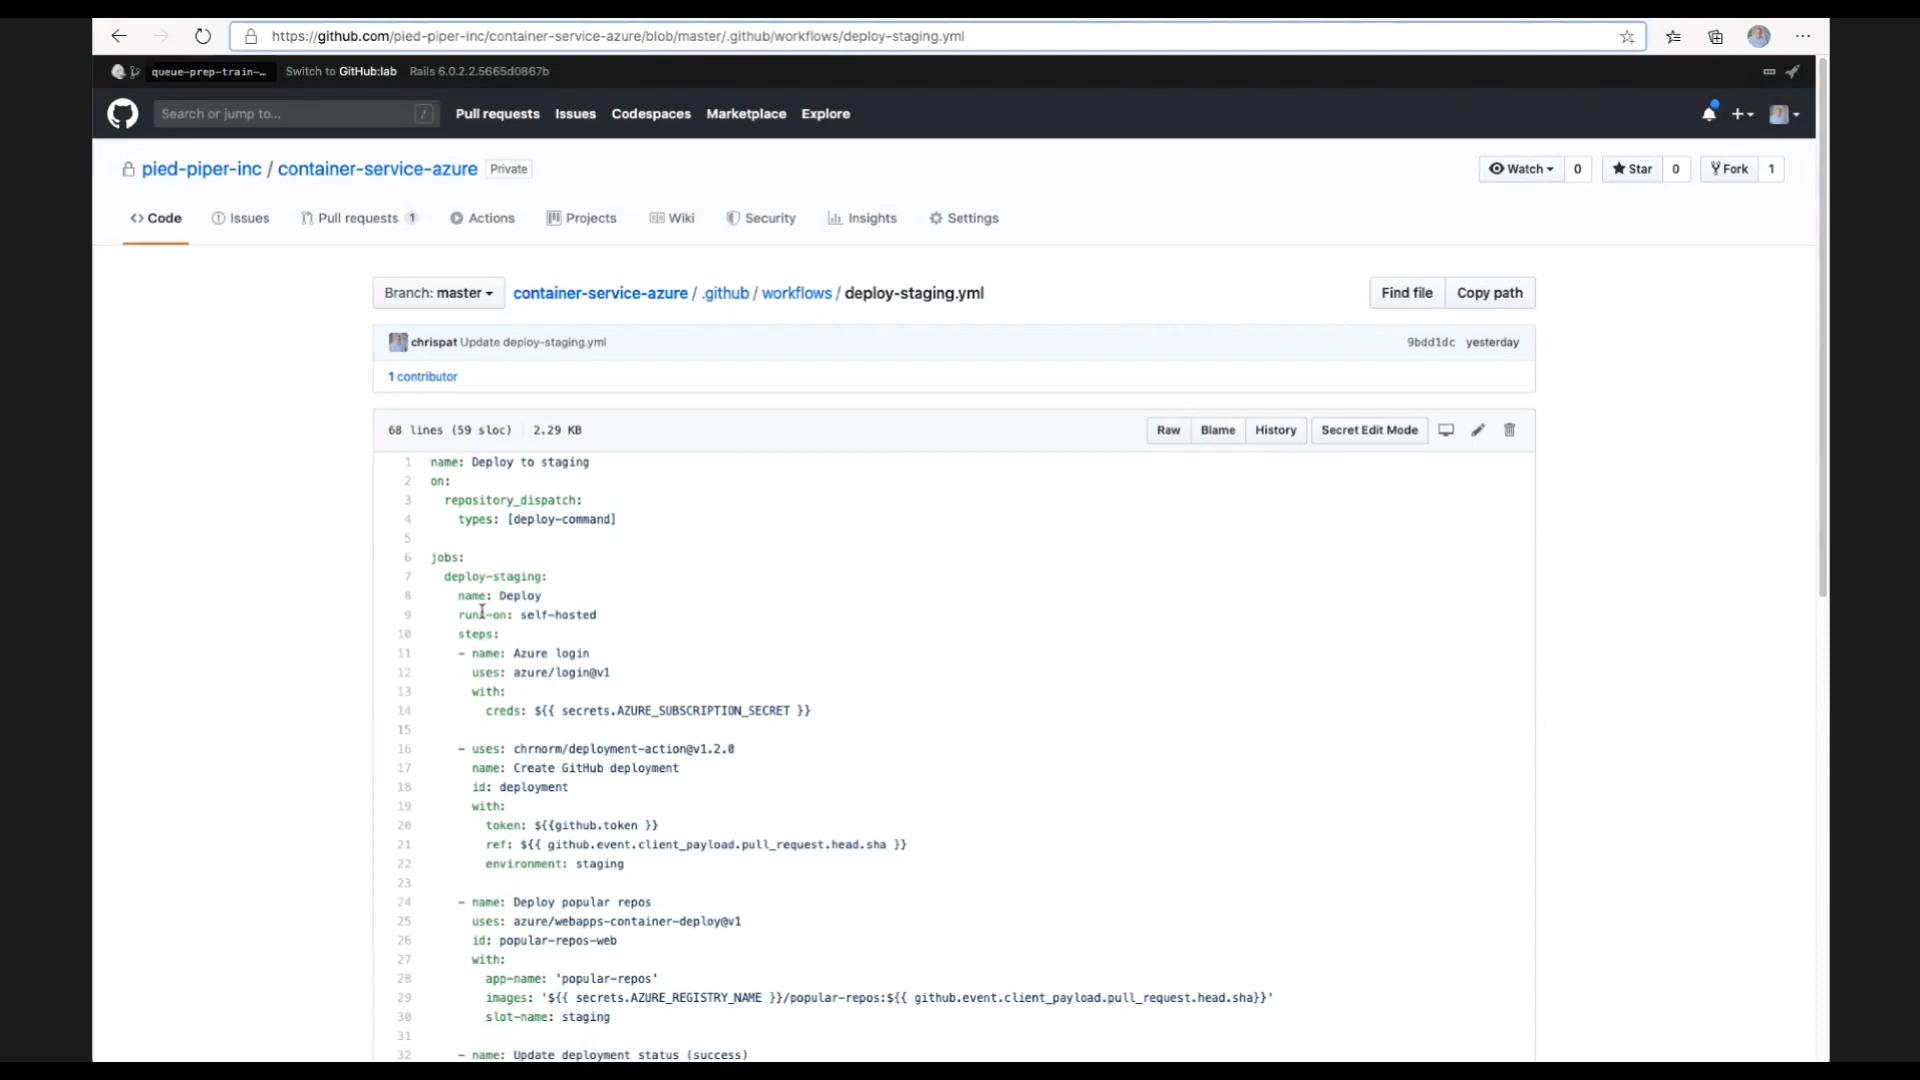 https://github.com/pied-piper-inc/container-service-azure/blob/master/.github/workflows/deploy-staging.yml
queue-prep-train-… Switch to GitHub:lab Rails 6.0.2.2.5665d0867b
Search or jump to... / Pull requests Issues Codespaces Marketplace Explore
pied-piper-inc / container-service-azure Private Watch 0 Star 0 Fork 1
Code Issues Pull requests 1 Actions Projects Wiki Security Insights Settings
Branch: master container-service-azure / .github / workflows / deploy-staging.yml Find file Copy path
chrispat Update deploy-staging.yml 9bdd1dc yesterday
1 contributor
68 lines (59 sloc) 2.29 KB Raw Blame History Secret Edit Mode
1 name: Deploy to staging
2 on:
3 repository_dispatch:
4 types: [deploy-command]
5
6 jobs:
7 deploy-staging:
8 name: Deploy
9 runs-on: self-hosted
10 steps:
11 - name: Azure login
12 uses: azure/login@v1
13 with:
14 creds: ${{ secrets.AZURE_SUBSCRIPTION_SECRET }}
15
16 - uses: chrnorm/deployment-action@v1.2.0
17 name: Create GitHub deployment
18 id: deployment
19 with:
20 token: ${{github.token }}
21 ref: ${{ github.event.client_payload.pull_request.head.sha }}
22 environment: staging
23
24 - name: Deploy popular repos
25 uses: azure/webapps-container-deploy@v1
26 id: popular-repos-web
27 with:
28 app-name: 'popular-repos'
29 images: '${{ secrets.AZURE_REGISTRY_NAME }}/popular-repos:${{ github.event.client_payload.pull_request.head.sha}}'
30 slot-name: staging
31
32 - name: Update deployment status (success)